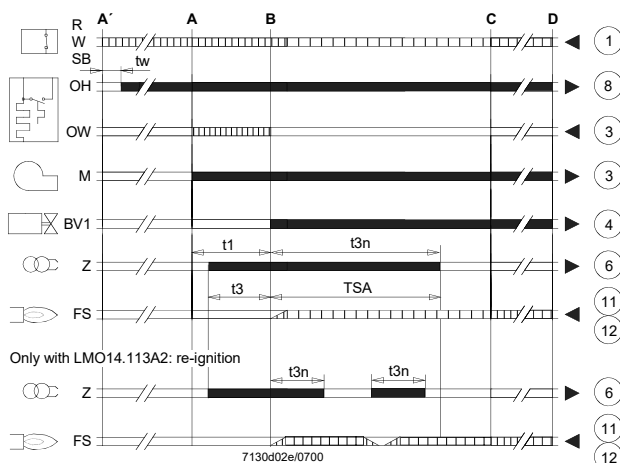 A´ A B C D
R
W 1
SB tw
OH 8
OW 3
M 3
BV1 4
t1 t3n
Z 6
t3 TSA
FS 11
12
Only with LMO14.113A2: re-ignition
t3n t3n
Z 6
FS 11
7130d02e/0700 12